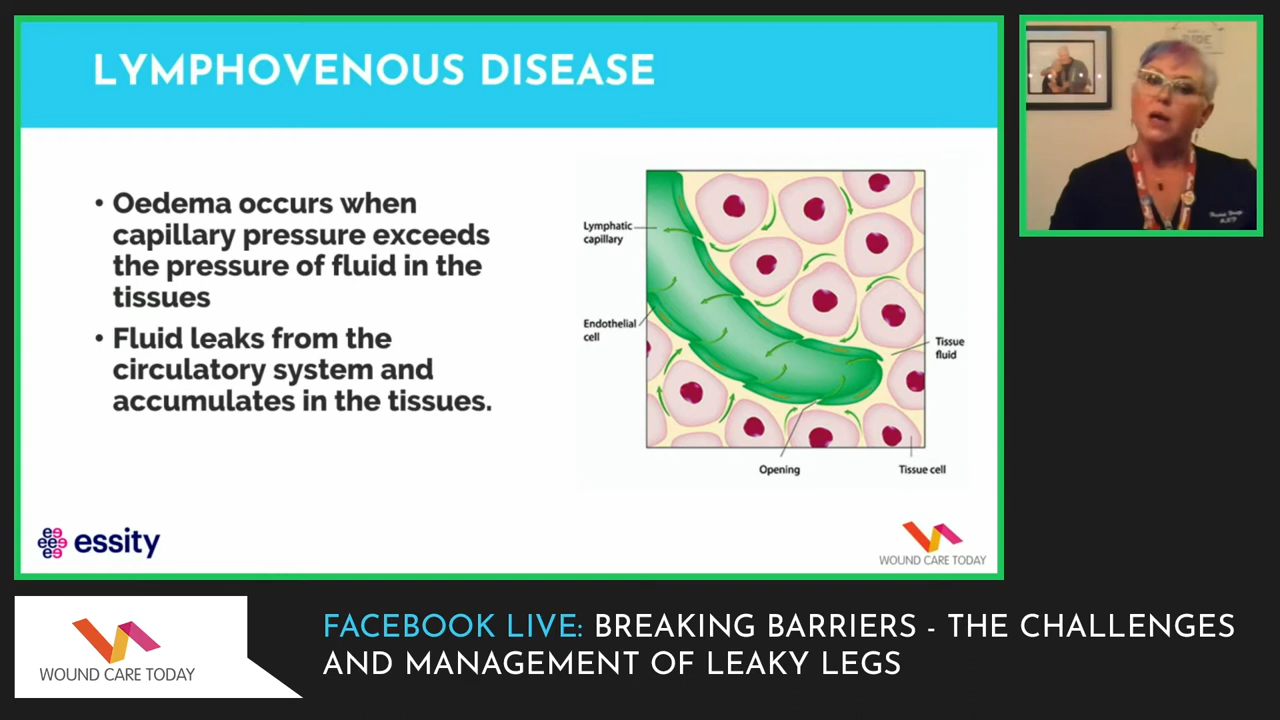 LYMPHOVENOUS DISEASE
• Oedema occurs when
capillary pressure exceeds
the pressure of fluid in the
tissues
• Fluid leaks from the
circulatory system and
accumulates in the tissues.
Lymphatic
capillary
Endothelial
cell
Tissue
fluid
Opening
Tissue cell
essity
WOUND CARE TODAY
WOUND CARE TODAY
FACEBOOK LIVE: BREAKING BARRIERS - THE CHALLENGES
AND MANAGEMENT OF LEAKY LEGS